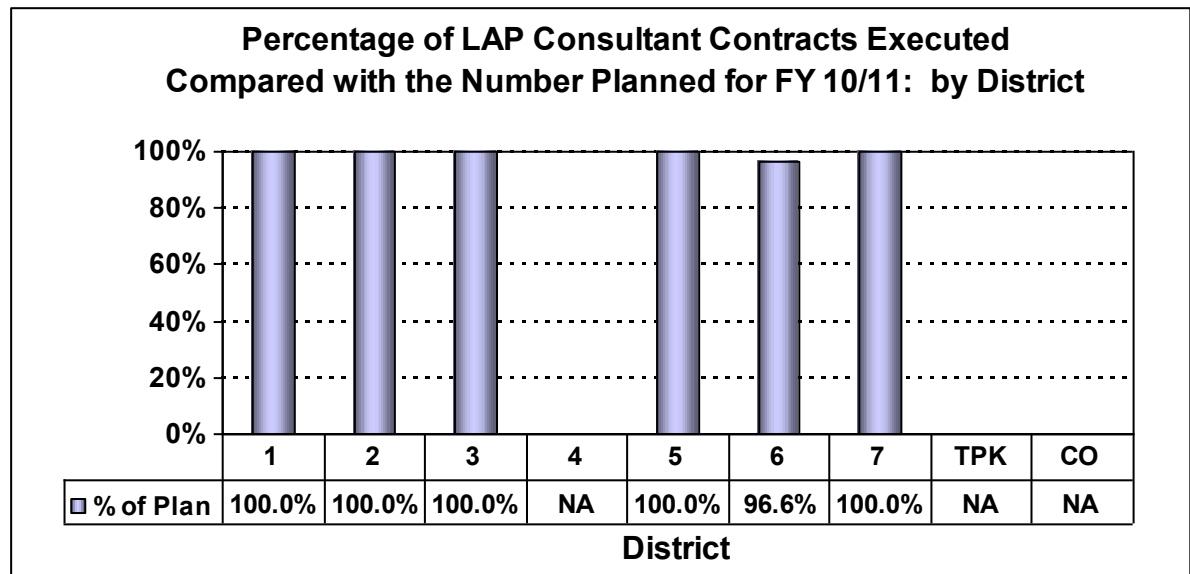 Percentage of LAP Consultant Contracts Executed
Compared with the Number Planned for FY 10/11: by District
100%
80%
60%
40%
20%
0%
1 2 3 4 5 6 7 TPK CO
% of Plan 100.0% 100.0% 100.0% NA 100.0% 96.6% 100.0% NA NA
District